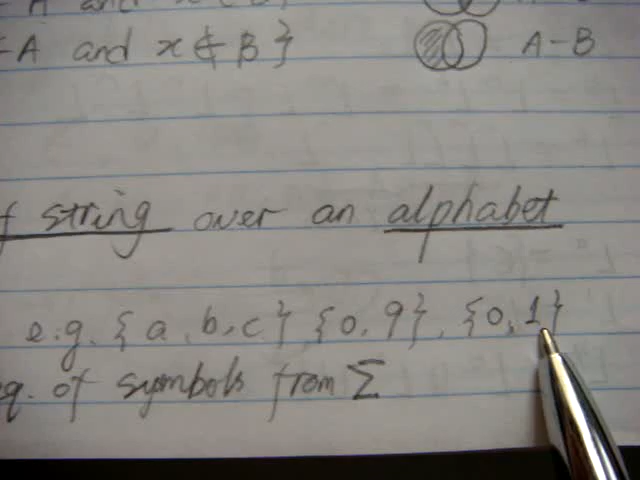 A and x ∉ B}
A-B
string over an alphabet
e.g. {a, b, c} {0, 9}, {0, 1}
of symbols from Σ